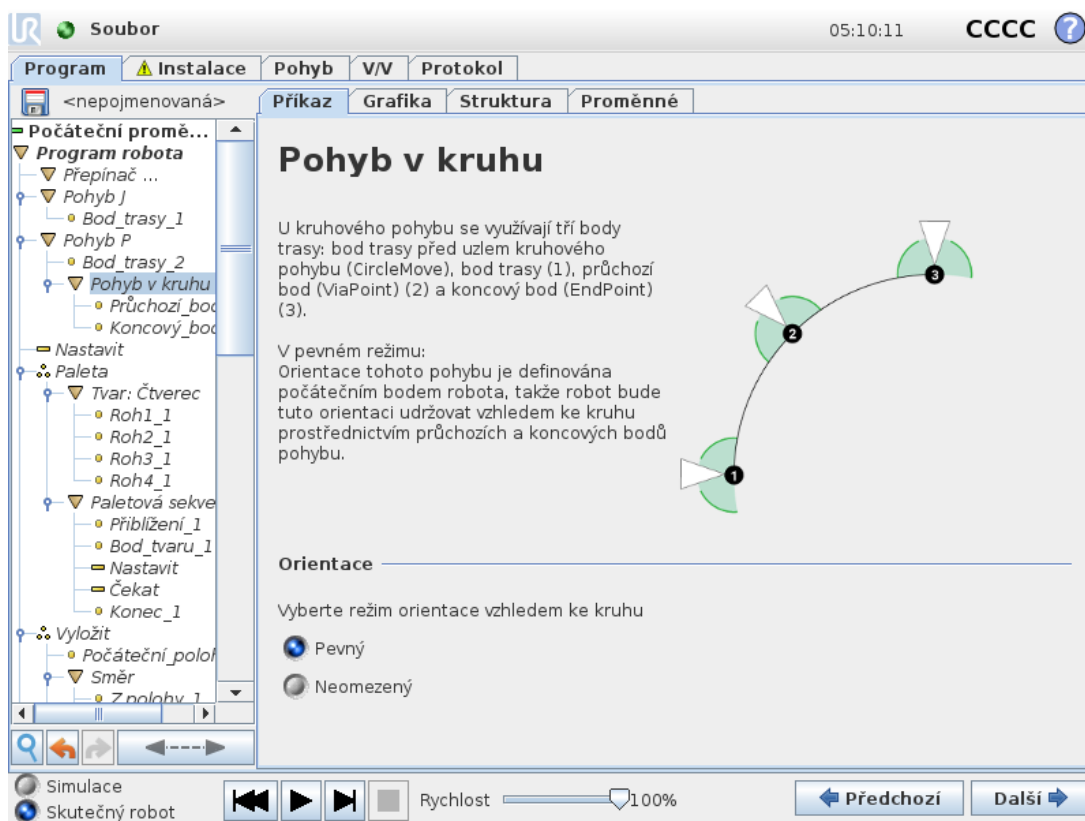 UR Soubor 05:10:11 CCCC ?
Program Instalace Pohyb V/V Protokol
<nepojmenovaná> Příkaz Grafika Struktura Proměnné
Počáteční promě...
Program robota
Přepínač ...
Pohyb J
Bod_trasy_1
Pohyb P
Bod_trasy_2
Pohyb v kruhu
Průchozí_bod
Koncový_bod
Nastavit
Paleta
Tvar: Čtverec
Roh1_1
Roh2_1
Roh3_1
Roh4_1
Paletová sekve
Přiblížení_1
Bod_tvaru_1
Nastavit
Čekat
Konec_1
Vyložit
Počáteční_poloh
Směr
Z_polohy_1
Pohyb v kruhu
U kruhového pohybu se využívají tří body
trasy: bod trasy před uzlem kruhového
pohybu (CircleMove), bod trasy (1), průchozí
bod (ViaPoint) (2) a koncový bod (EndPoint)
(3).
V pevném režimu:
Orientace tohoto pohybu je definována
počátečním bodem robota, takže robot bude
tuto orientaci udržovat vzhledem ke kruhu
prostřednictvím průchozích a koncových bodů
pohybu.
3
2
1
Orientace
Vyberte režim orientace vzhledem ke kruhu
Pevný
Neomezený
Simulace
Skutečný robot
Rychlost 100%
Předchozí Další